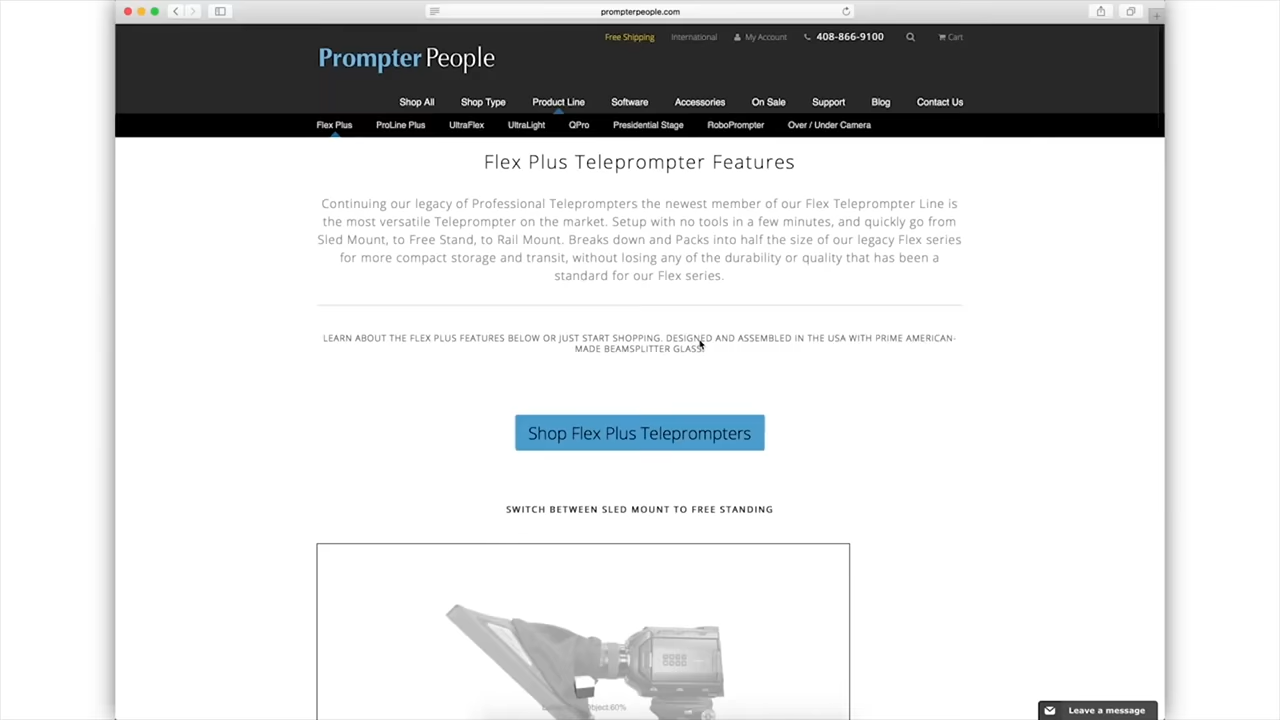 prompterpeople.com
Free Shipping International My Account 408-866-9100 Cart
Prompter People
Shop All Shop Type Product Line Software Accessories On Sale Support Blog Contact Us
Flex Plus ProLine Plus UltraFlex UltraLight QPro Presidential Stage RoboPrompter Over / Under Camera
Flex Plus Teleprompter Features
Continuing our legacy of Professional Teleprompters the newest member of our Flex Teleprompter Line is
the most versatile Teleprompter on the market. Setup with no tools in a few minutes, and quickly go from
Sled Mount, to Free Stand, to Rail Mount. Breaks down and Packs into half the size of our legacy Flex series
for more compact storage and transit, without losing any of the durability or quality that has been a
standard for our Flex series.
LEARN ABOUT THE FLEX PLUS FEATURES BELOW OR JUST START SHOPPING. DESIGNED AND ASSEMBLED IN THE USA WITH PRIME AMERICAN-
MADE BEAMSPLITTER GLASS!
Shop Flex Plus Teleprompters
SWITCH BETWEEN SLED MOUNT TO FREE STANDING
Object:60%
Leave a message